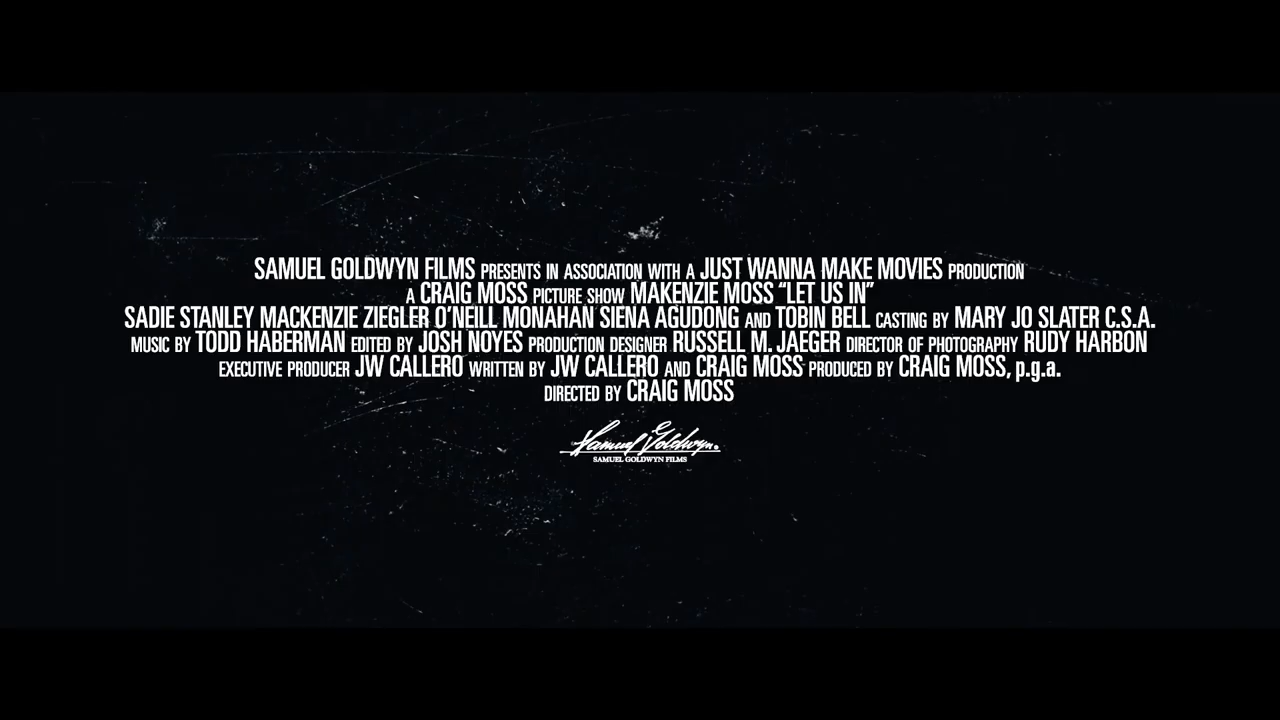 SAMUEL GOLDWYN FILMS PRESENTS IN ASSOCIATION WITH A JUST WANNA MAKE MOVIES PRODUCTION
A CRAIG MOSS PICTURE SHOW MAKENZIE MOSS “LET US IN”
SADIE STANLEY MACKENZIE ZIEGLER O'NEILL MONAHAN SIENA AGUDONG AND TOBIN BELL CASTING BY MARY JO SLATER C.S.A.
MUSIC BY TODD HABERMAN EDITED BY JOSH NOYES PRODUCTION DESIGNER RUSSELL M. JAEGER DIRECTOR OF PHOTOGRAPHY RUDY HARBON
EXECUTIVE PRODUCER JW CALLERO WRITTEN BY JW CALLERO AND CRAIG MOSS PRODUCED BY CRAIG MOSS, p.g.a.
DIRECTED BY CRAIG MOSS
Samuel Goldwyn.
SAMUEL GOLDWYN FILMS